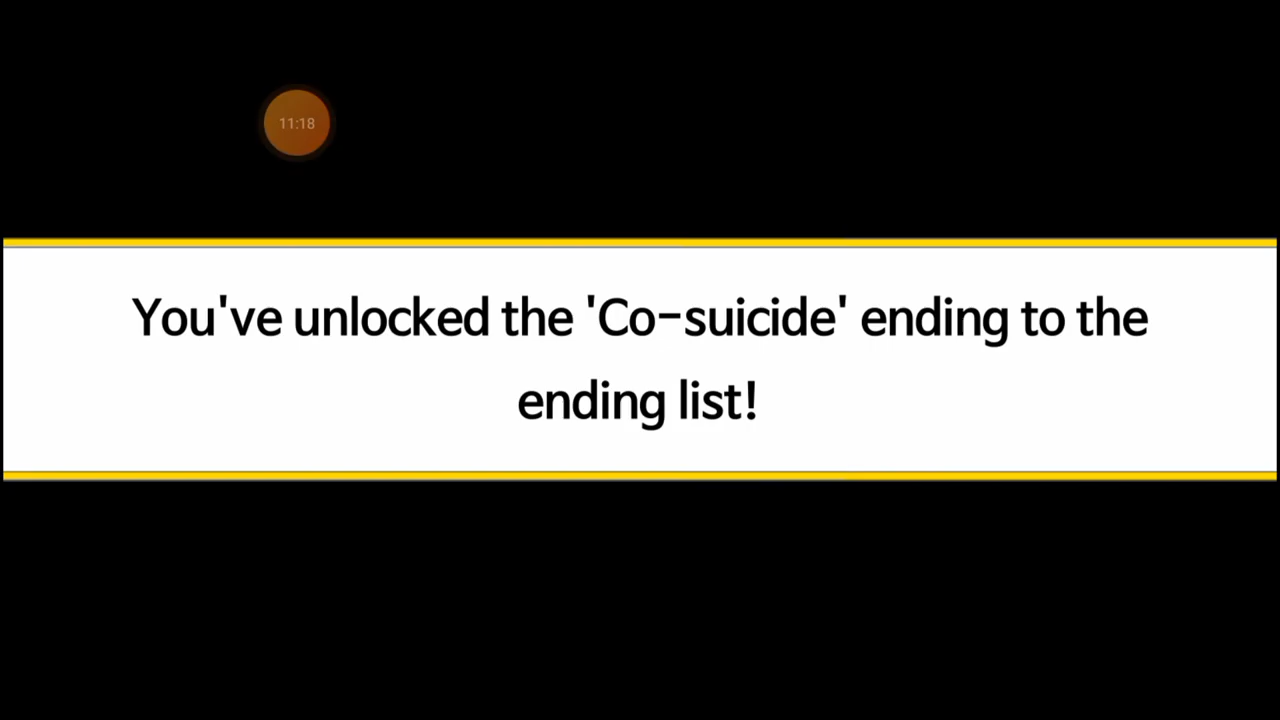 11:18
You've unlocked the 'Co-suicide' ending to the
ending list!